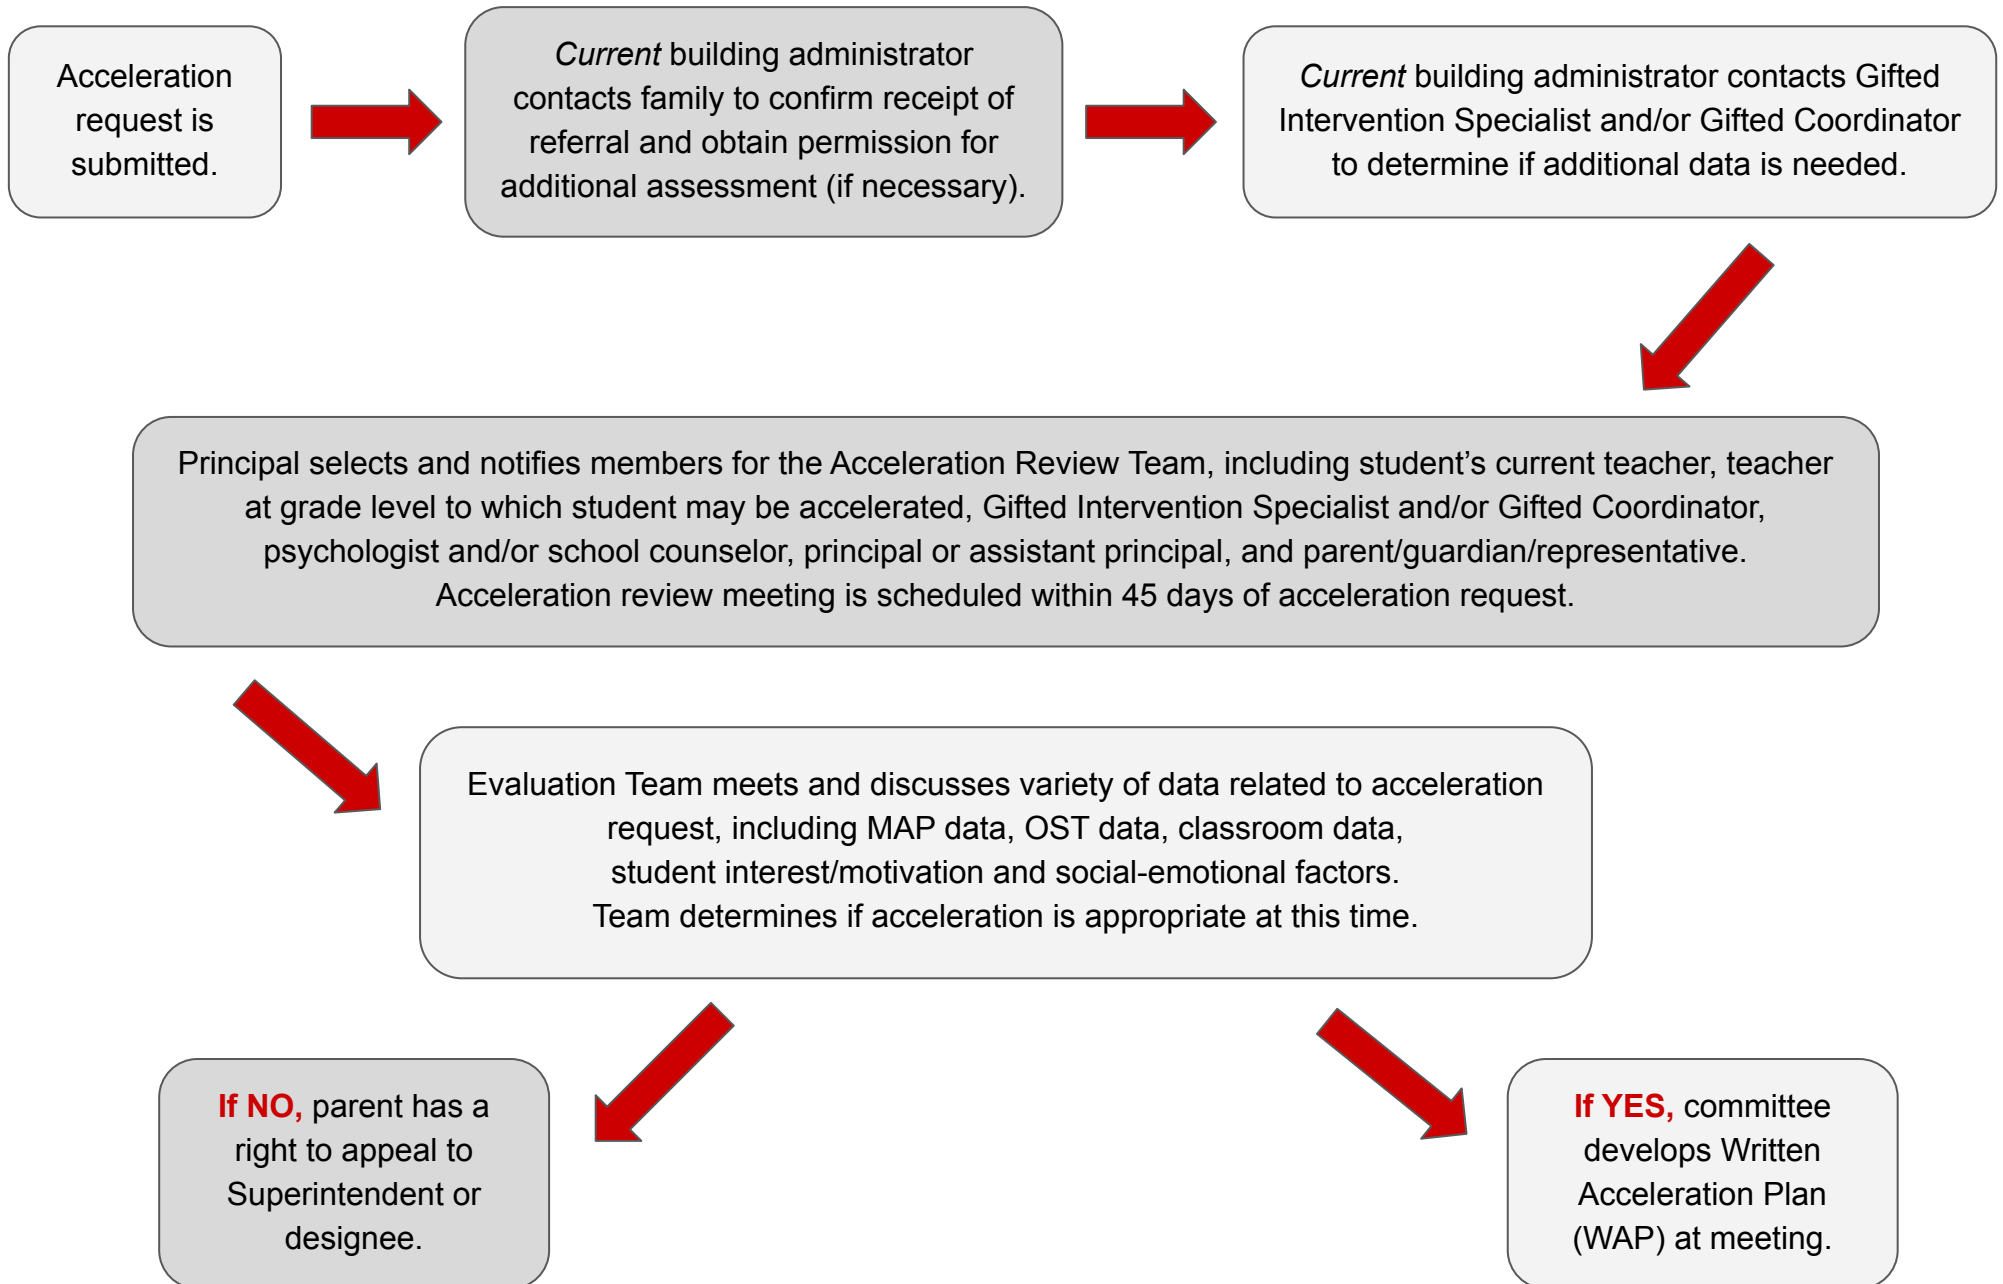 Acceleration
request is
submitted.
Current building administrator
contacts family to confirm receipt of
referral and obtain permission for
additional assessment (if necessary).
Current building administrator contacts Gifted
Intervention Specialist and/or Gifted Coordinator
to determine if additional data is needed.
Principal selects and notifies members for the Acceleration Review Team, including student’s current teacher, teacher
at grade level to which student may be accelerated, Gifted Intervention Specialist and/or Gifted Coordinator,
psychologist and/or school counselor, principal or assistant principal, and parent/guardian/representative.
Acceleration review meeting is scheduled within 45 days of acceleration request.
Evaluation Team meets and discusses variety of data related to acceleration
request, including MAP data, OST data, classroom data,
student interest/motivation and social-emotional factors.
Team determines if acceleration is appropriate at this time.
If NO, parent has a
right to appeal to
Superintendent or
designee.
If YES, committee
develops Written
Acceleration Plan
(WAP) at meeting.